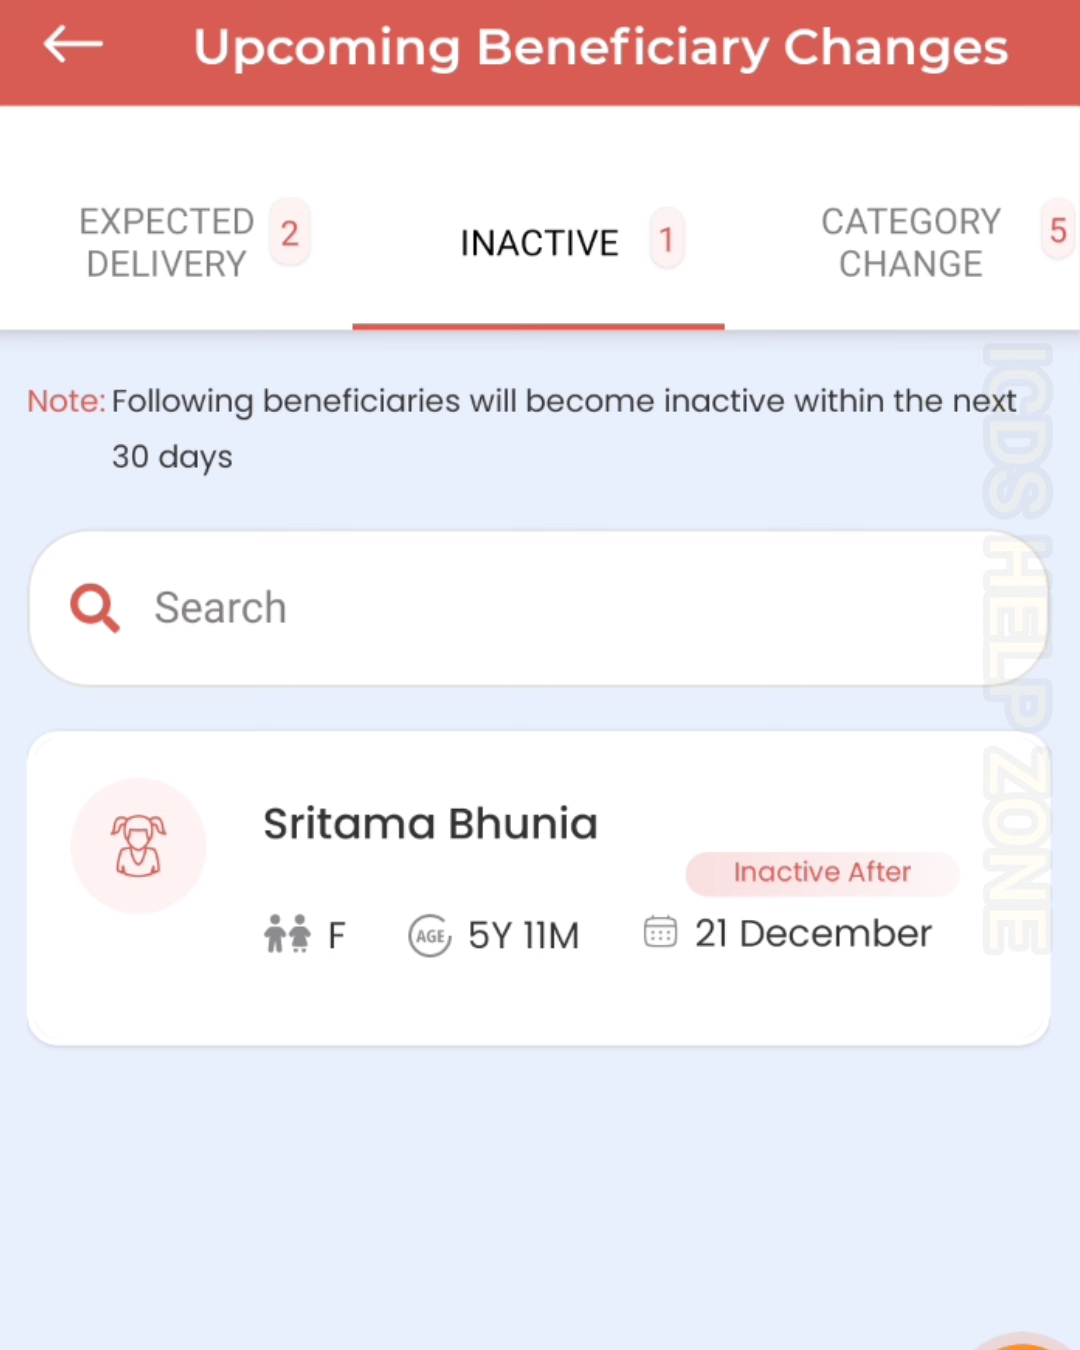 Upcoming Beneficiary Changes
EXPECTED
DELIVERY
2
INACTIVE
1
CATEGORY
CHANGE
5
Note: Following beneficiaries will become inactive within the next
30 days
Search
Sritama Bhunia
Inactive After
F
AGE
5Y 11M
21 December
ICDS HELP ZONE